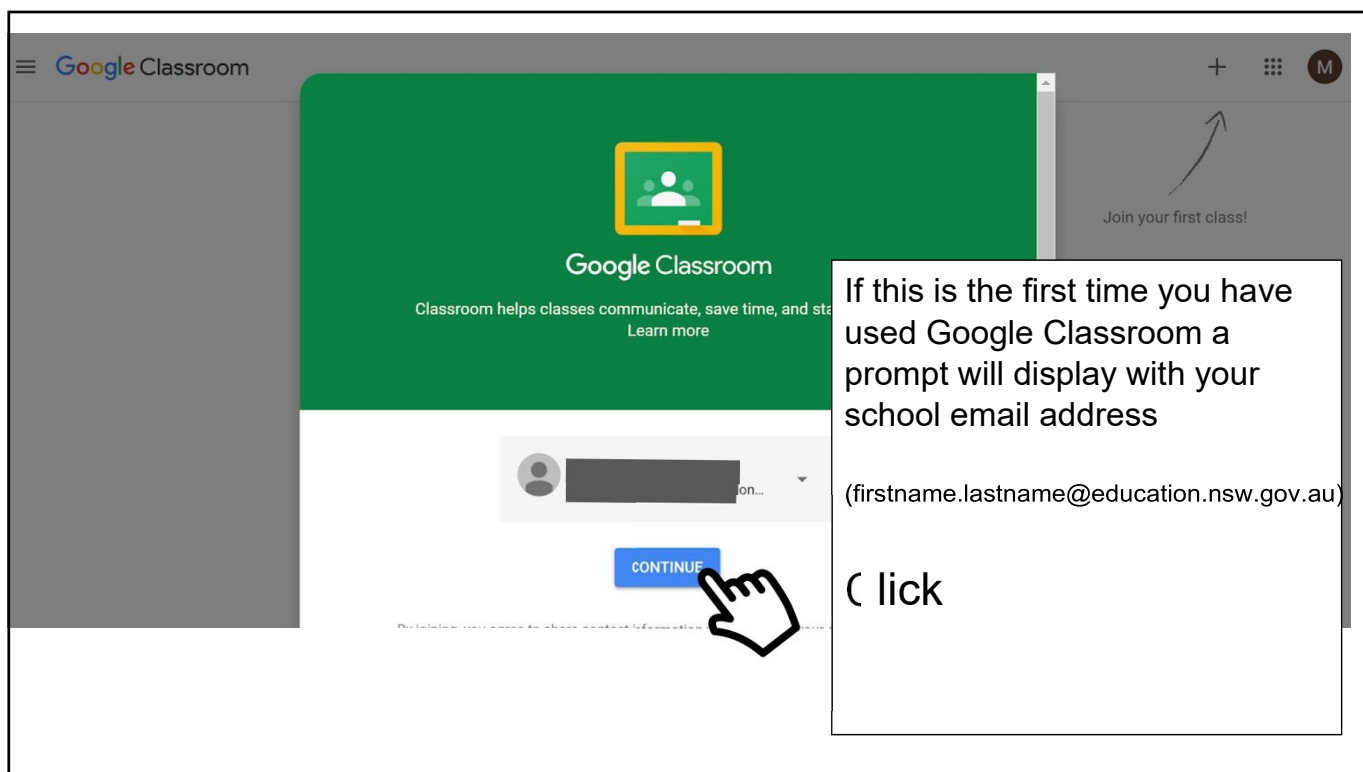 Google Classroom
M
Join your first class!
Google Classroom
Classroom helps classes communicate, save time, and sta
Learn more
If this is the first time you have
used Google Classroom a
prompt will display with your
school email address
(firstname.lastname@education.nsw.gov.au)
ion...
CONTINUE
Click